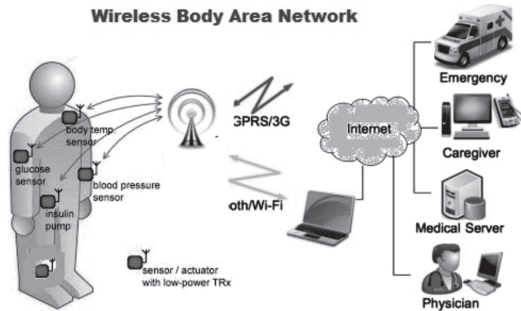 Wireless Body Area Network
Emergency
GPRS/3G
Internet
body temp.
sensor
Caregiver
glucose
sensor
blood pressure
sensor
oth/Wi-Fi
insulin
pump
Medical Server
sensor / actuator
with low-power TRx
Physician